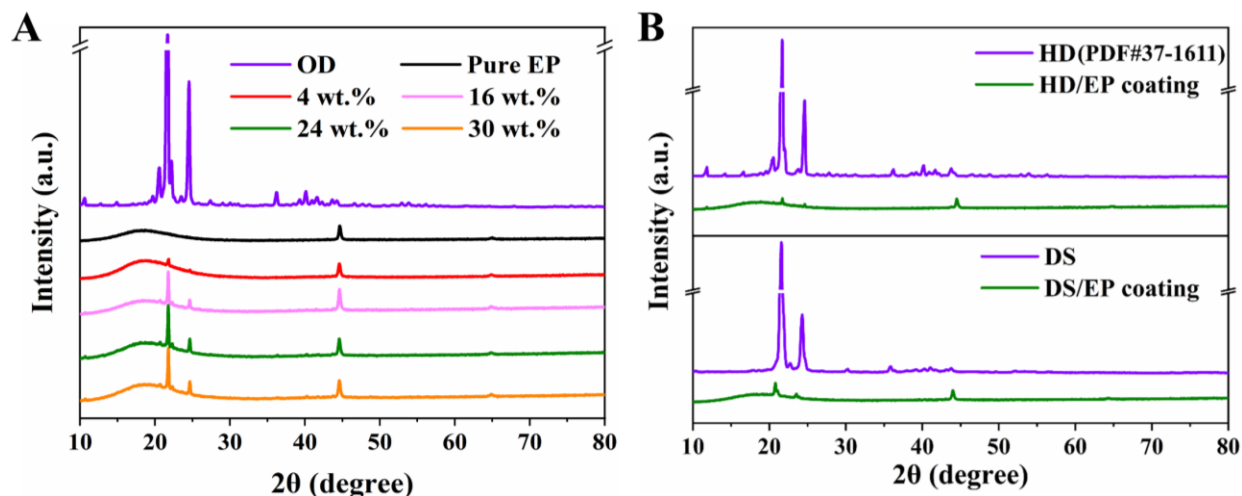 A
OD
Pure EP
4 wt.%
16 wt.%
24 wt.%
30 wt.%
Intensity (a.u.)
10 20 30 40 50 60 70 80
2θ (degree)
B
HD(PDF#37-1611)
HD/EP coating
DS
DS/EP coating
Intensity (a.u.)
10 20 30 40 50 60 70 80
2θ (degree)